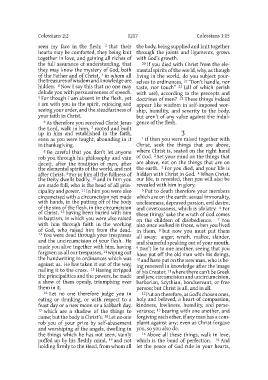 Colossians 2:2 1217 Colossians 3:15
seen my face in the flesh: 2 that their
hearts may be comforted, they being knit
together in love, and gaining all riches of
the full assurance of understanding, that
they may know the mystery of God, both
of the Father and of Christ, 3 in whom all
the treasures of wisdom and knowledge are
hidden. 4 Now I say this that no one may
delude you with persuasiveness of speech.
5 For though I am absent in the flesh, yet
I am with you in the spirit, rejoicing and
seeing your order, and the steadfastness of
your faith in Christ.
6 As therefore you received Christ Jesus
the Lord, walk in him, 7 rooted and built
up in him and established in the faith,
even as you were taught, abounding in it
in thanksgiving.
8 Be careful that you don't let anyone
rob you through his philosophy and vain
deceit, after the tradition of men, after
the elemental spirits of the world, and not
after Christ. 9 For in him all the fullness of
the Deity dwells bodily, 10 and in him you
are made full, who is the head of all prin-
cipality and power. 11 In him you were also
circumcised with a circumcision not made
with hands, in the putting off of the body
of the sins of the flesh, in the circumcision
of Christ, 12 having been buried with him
in baptism, in which you were also raised
with him through faith in the working
of God, who raised him from the dead.
13 You were dead through your trespasses
and the uncircumcision of your flesh. He
made you alive together with him, having
forgiven us all our trespasses, 14 wiping out
the handwriting in ordinances which was
against us. He has taken it out of the way,
nailing it to the cross. 15 Having stripped
the principalities and the powers, he made
a show of them openly, triumphing over
them in it.
16 Let no one therefore judge you in
eating or drinking, or with respect to a
feast day or a new moon or a Sabbath day,
17 which are a shadow of the things to
come; but the body is Christ's. 18 Let no one
rob you of your prize by self-abasement
and worshiping of the angels, dwelling in
the things which he has not seen, vainly
puffed up by his fleshly mind, 19 and not
holding firmly to the Head, from whom all
the body, being supplied and knit together
through the joints and ligaments, grows
with God's growth.
20 If you died with Christ from the ele-
mental spirits of the world, why, as though
living in the world, do you subject your-
selves to ordinances, 21 "Don't handle, nor
taste, nor touch" 22 (all of which perish
with use), according to the precepts and
doctrines of men? 23 These things indeed
appear like wisdom in self-imposed wor-
ship, humility, and severity to the body,
but aren't of any value against the indul-
gence of the flesh.
3
1 If then you were raised together with
Christ, seek the things that are above,
where Christ is, seated on the right hand
of God. 2 Set your mind on the things that
are above, not on the things that are on
the earth. 3 For you died, and your life is
hidden with Christ in God. 4 When Christ,
our life, is revealed, then you will also be
revealed with him in glory.
5 Put to death therefore your members
which are on the earth: sexual immorality,
uncleanness, depraved passion, evil desire,
and covetousness, which is idolatry. 6 For
these things' sake the wrath of God comes
on the children of disobedience. 7 You
also once walked in those, when you lived
in them, 8 but now you must put them
all away: anger, wrath, malice, slander,
and shameful speaking out of your mouth.
9 Don't lie to one another, seeing that you
have put off the old man with his doings,
10 and have put on the new man, who is be-
ing renewed in knowledge after the image
of his Creator, 11 where there can't be Greek
and Jew, circumcision and uncircumcision,
barbarian, Scythian, bondservant, or free
person; but Christ is all, and in all.
12 Put on therefore, as God's chosen ones,
holy and beloved, a heart of compassion,
kindness, lowliness, humility, and perse-
verance; 13 bearing with one another, and
forgiving each other, if any man has a com-
plaint against any; even as Christ forgave
you, so you also do.
14 Above all these things, walk in love,
which is the bond of perfection. 15 And
let the peace of God rule in your hearts,